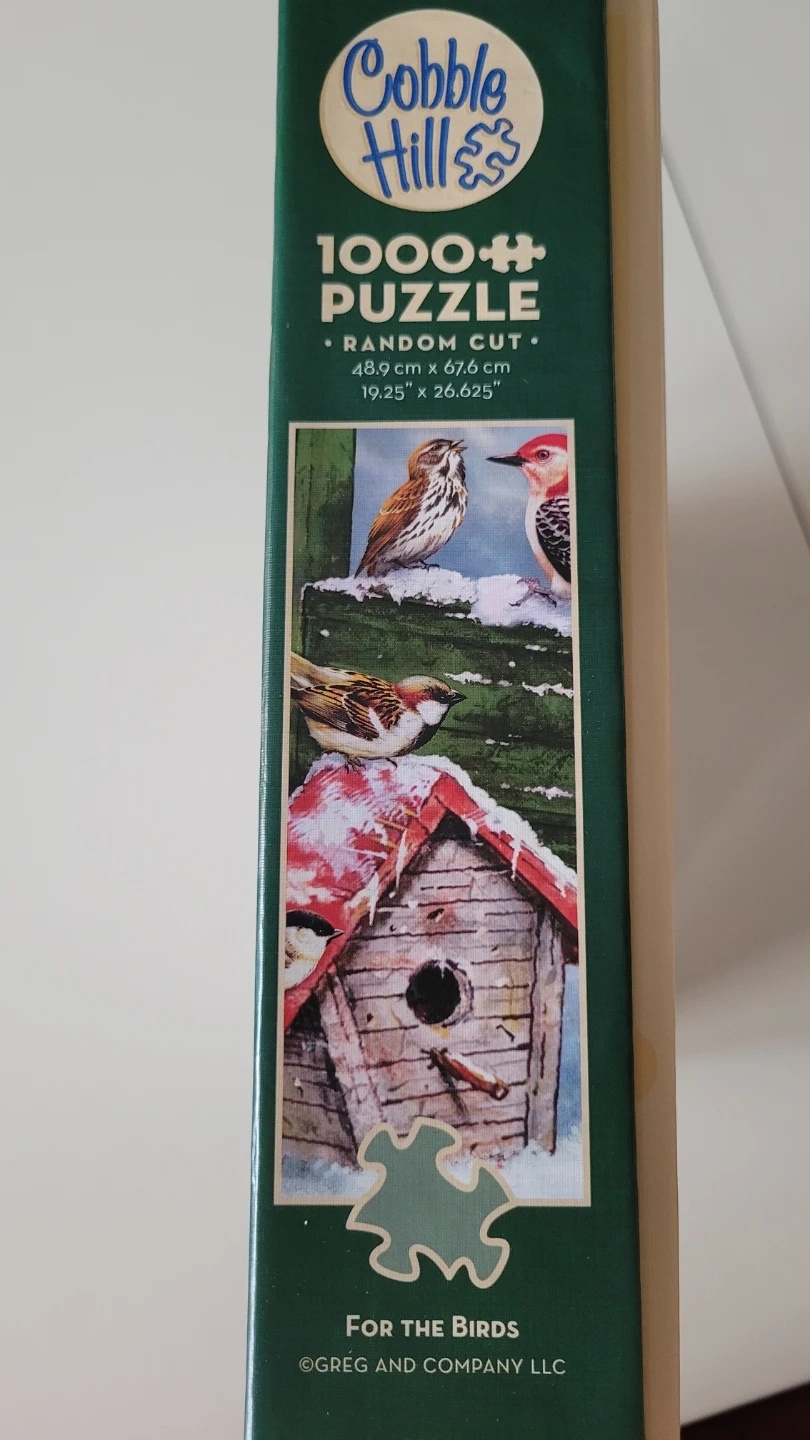 Cobble
Hill
1000
PUZZLE
• RANDOM CUT •
48.9 cm x 67.6 cm
19.25" x 26.625"
FOR THE BIRDS
©GREG AND COMPANY LLC